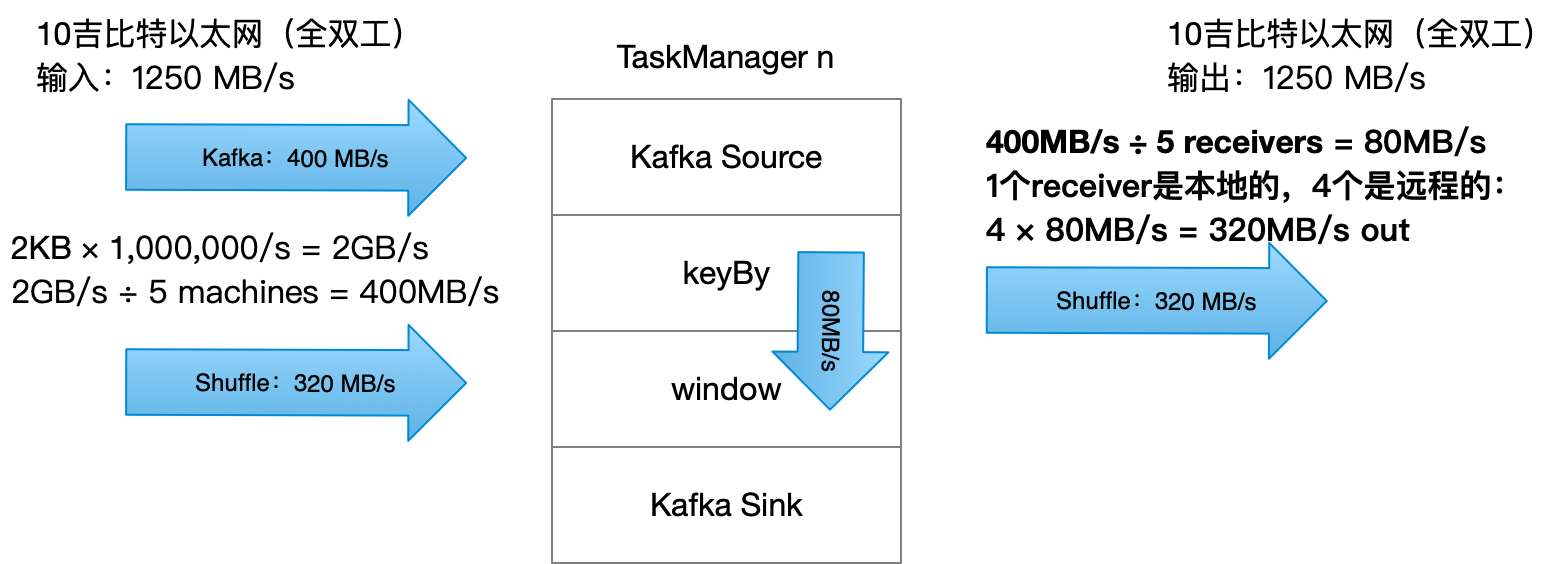 10吉比特以太网（全双工）
输入：1250 MB/s
Kafka：400 MB/s
2KB × 1,000,000/s = 2GB/s
2GB/s ÷ 5 machines = 400MB/s
Shuffle：320 MB/s
TaskManager n
Kafka Source
keyBy
80MB/s
window
Kafka Sink
10吉比特以太网（全双工）
输出：1250 MB/s
400MB/s ÷ 5 receivers = 80MB/s
1个receiver是本地的，4个是远程的：
4 × 80MB/s = 320MB/s out
Shuffle：320 MB/s